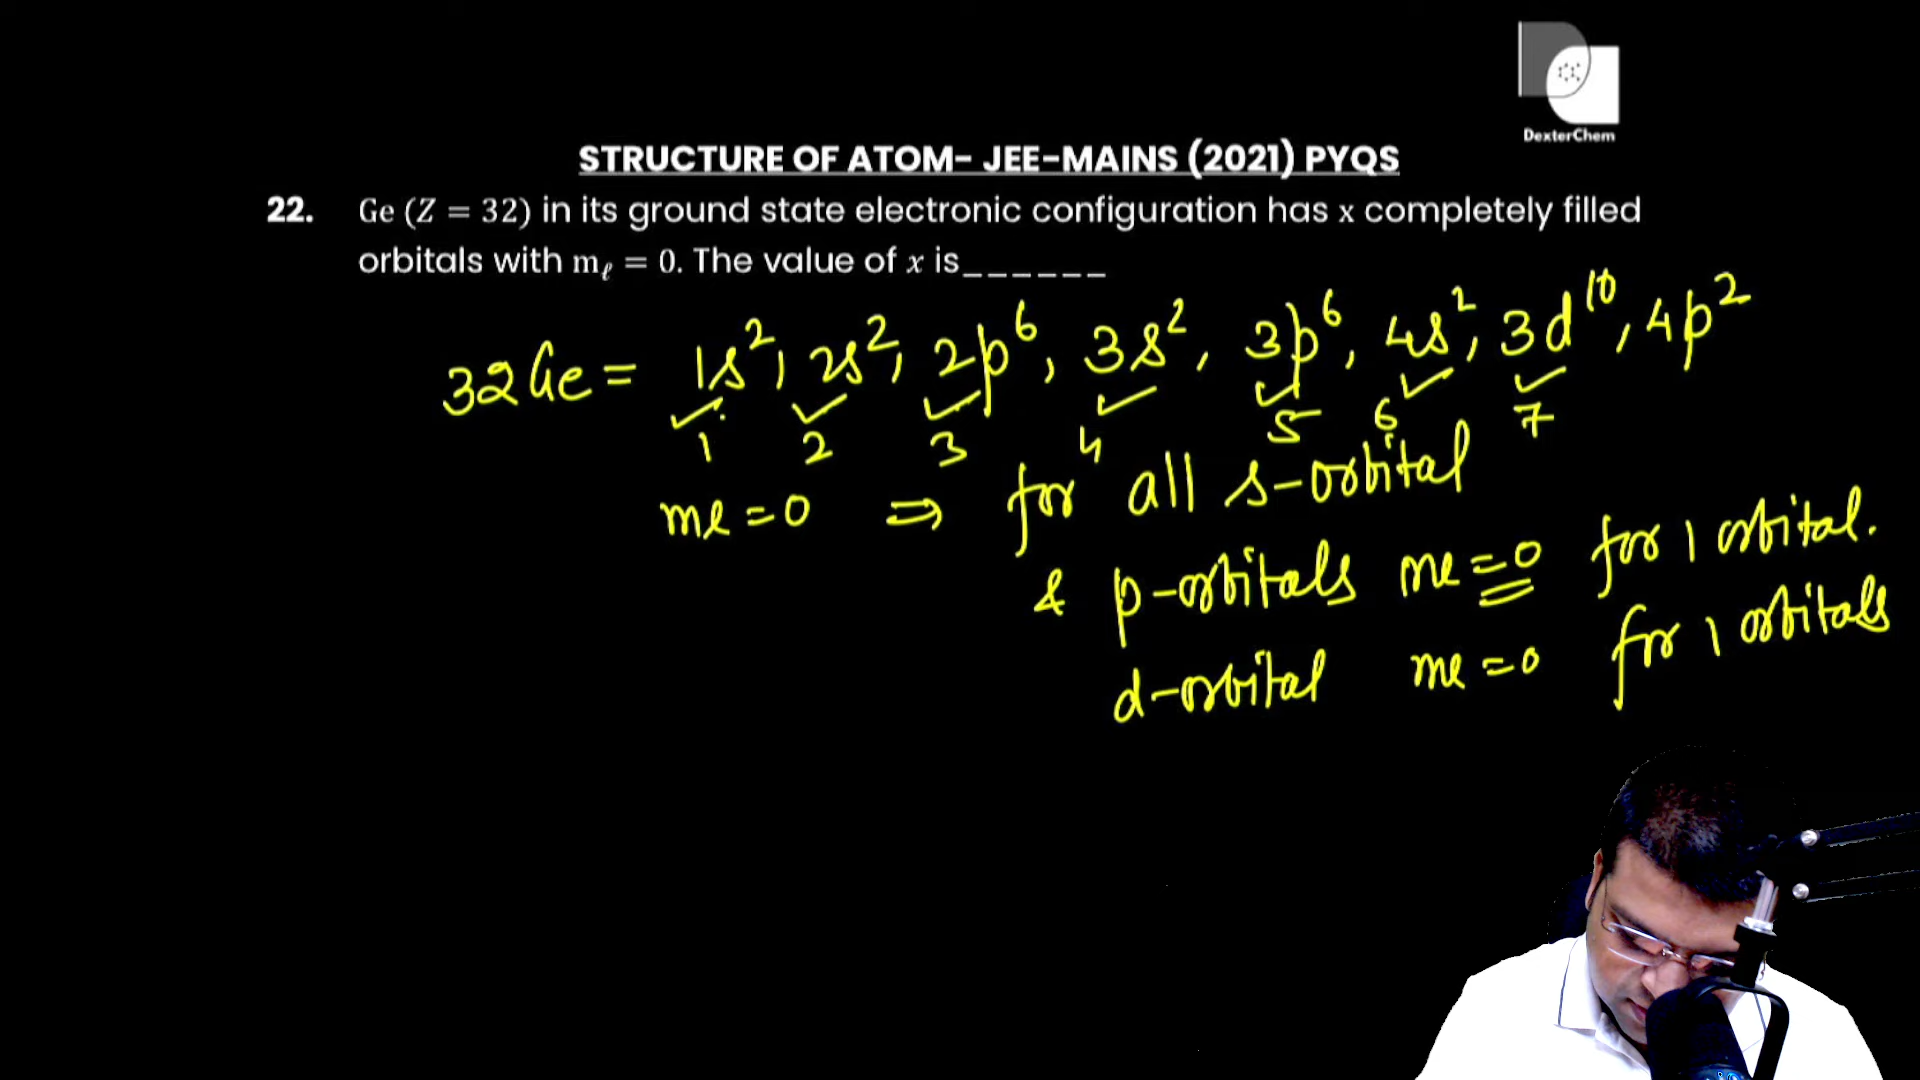 DexterChem
STRUCTURE OF ATOM- JEE-MAINS (2021) PYQS
22. Ge (Z = 32) in its ground state electronic configuration has x completely filled
orbitals with mℓ = 0. The value of x is______
32Ge = 1s², 2s², 2p⁶, 3s², 3p⁶, 4s², 3d¹⁰, 4p²
1 2 3 4 5 6 7
me = 0 ⇒ for all s-orbital
& p-orbitals me = 0 for 1 orbital.
d-orbital me = 0 for 1 orbitals